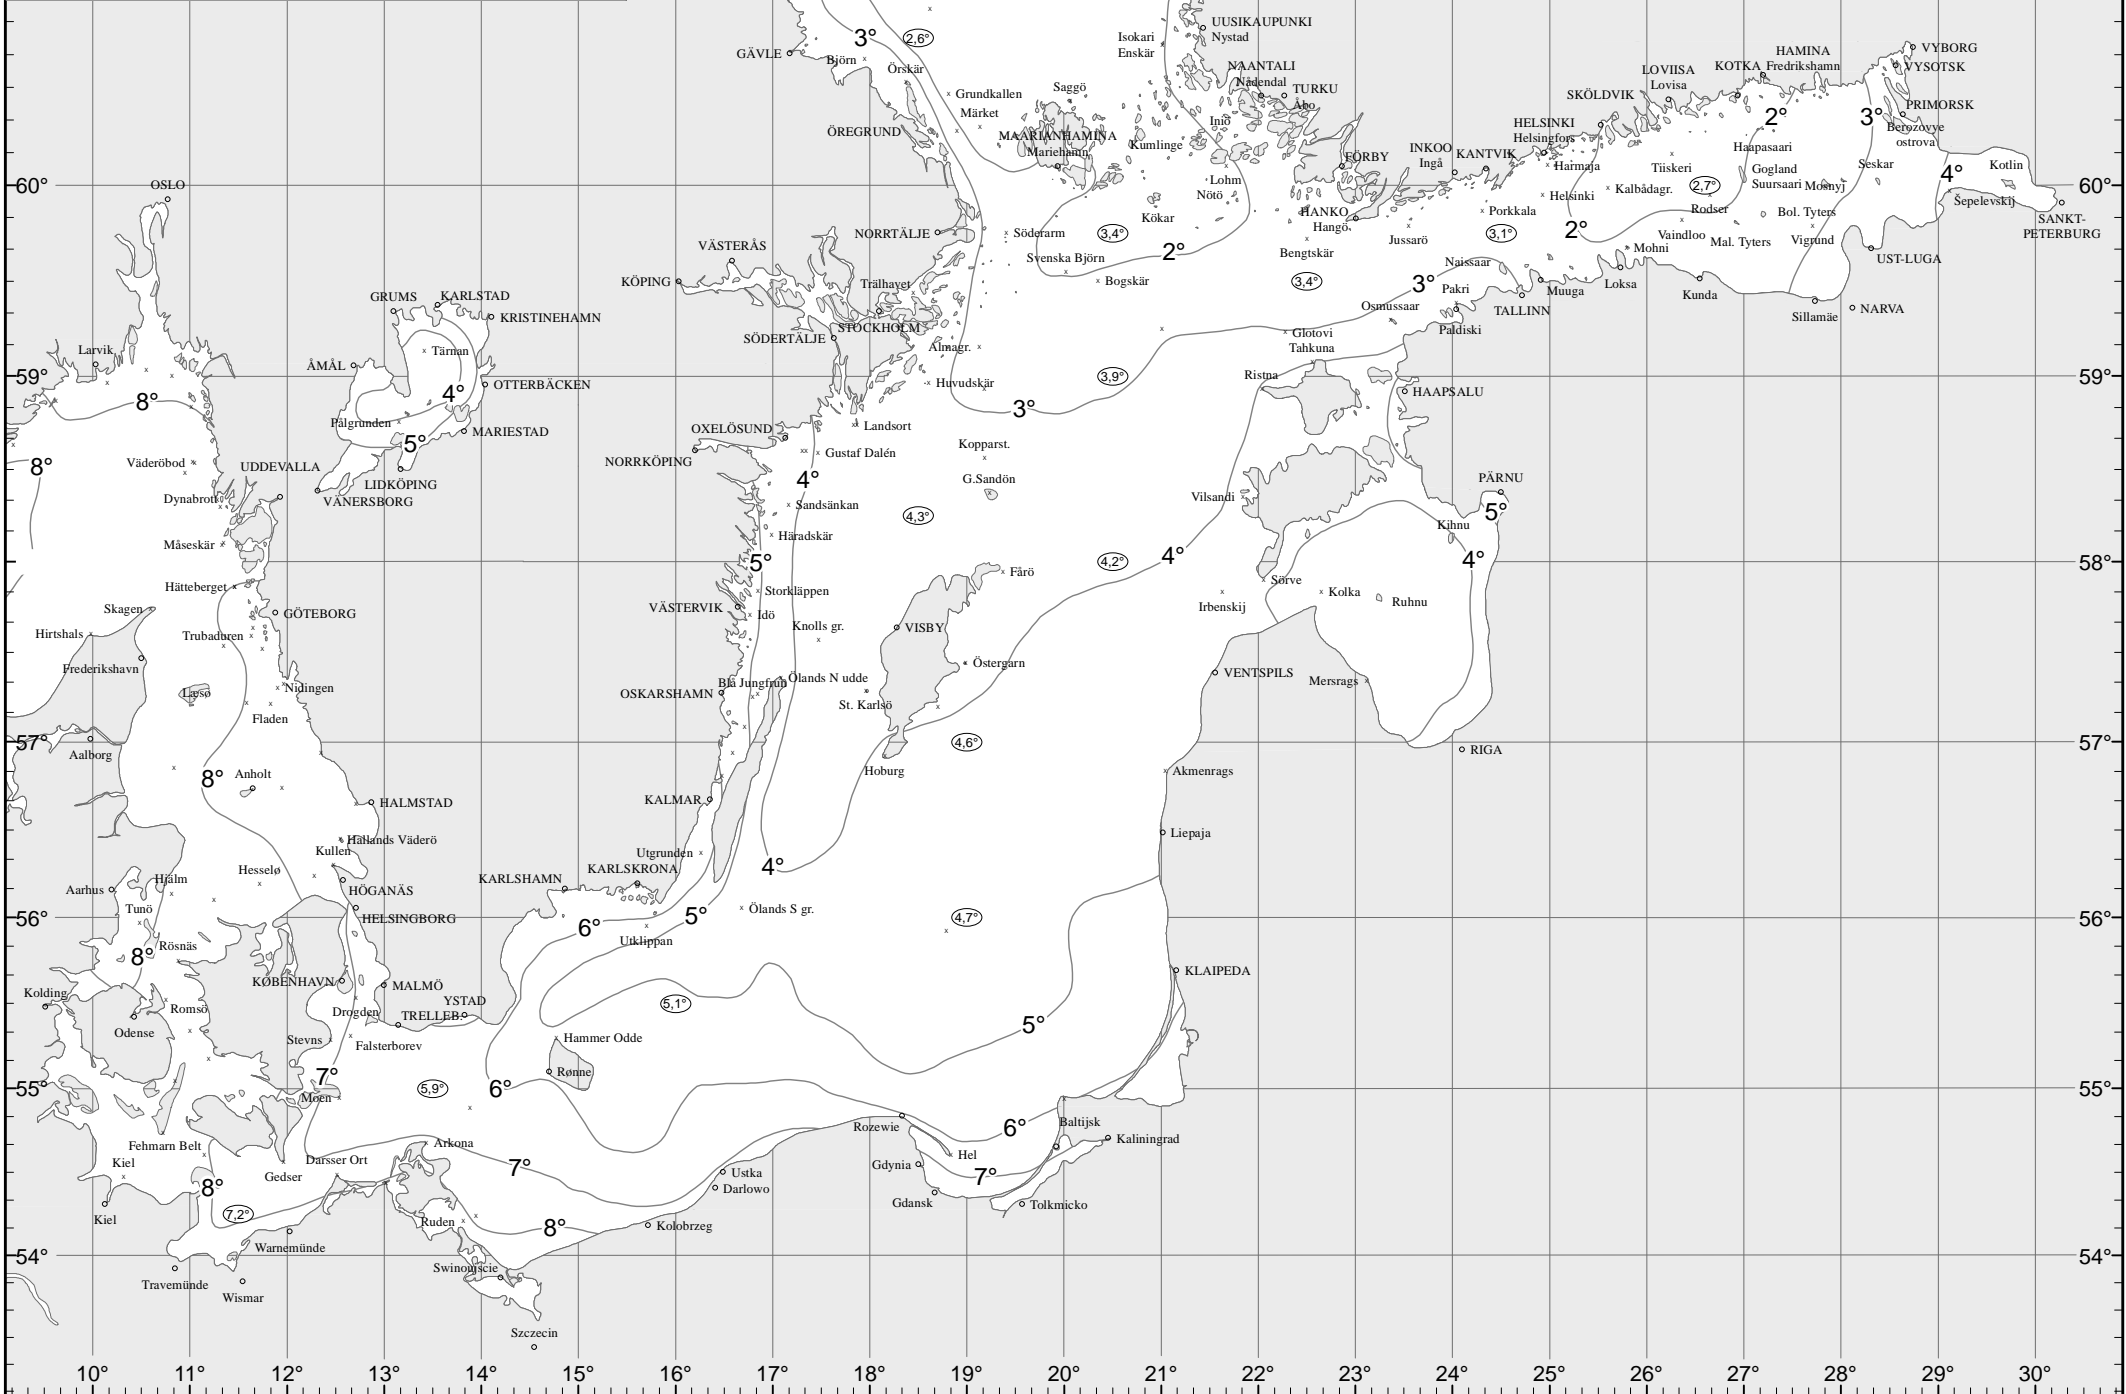 UUSIKAUPUNKI
Nystad
3°
2,6°
Isokari
Enskär
GÄVLE
Björn
Örskär
VYBORG
VYSOTSK
HAMINA
Fredrikshamn
KOTKA
LOVIISA
Lovisa
NAANTALI
Nådendal
TURKU
Åbo
Saggö
Grundkallen
Märket
SKÖLDVIK
PRIMORSK
Berozovye
ostrova
2°
3°
HELSINKI
Helsingfors
ÖREGRUND
MAARIANHAMINA
Mariehamn
Iniö
Kumlinge
Haapasaari
INKOO
Ingå
KANTVIK
FÖRBY
Harmaja
Tiiskeri
Gogland
Suursaari
Seskar
Kotlin
4°
60°
OSLO
Lohm
Nötö
Helsinki
Kalbådagr.
2,7°
Mosnyj
60°
Šepelevskij
Rodser
Bol. Tyters
SANKT-
PETERBURG
Porkkala
HANKO
Hangö
Kökar
NORRTÄLJE
Söderarm
3,4°
Jussarö
3,1°
2°
Vaindloo
Mal. Tyters
Vigrund
Mohni
VÄSTERÅS
2°
Svenska Björn
Bengtskär
Naissaar
UST-LUGA
KÖPING
Trälhavet
Bogskär
3,4°
3°
Pakri
Muuga
Loksa
Kunda
GRUMS
KARLSTAD
KRISTINEHAMN
Osmussaar
TALLINN
Sillamäe
NARVA
STOCKHOLM
Paldiski
SÖDERTÄLJE
Almagr.
Glotovi
Tahkuna
Larvik
Tärnan
ÅMÅL
59°
OTTERBÄCKEN
Huvudskär
3,9°
Ristna
59°
HAAPSALU
8°
4°
3°
Pålgrunden
MARIESTAD
OXELÖSUND
Landsort
5°
Kopparst.
8°
Väderöbod
UDDEVALLA
NORRKÖPING
Gustaf Dalén
LIDKÖPING
VÄNERSBORG
4°
G.Sandön
PÄRNU
Dynabrott
Sandsänkan
Vilsandi
5°
4,3°
Kihnu
Måseskär
Häradskär
58°
5°
4,2°
4°
4°
58°
Fårö
Sörve
Hätteberget
Storkläppen
Kolka
Ruhnu
Irbenskij
Skagen
GÖTEBORG
VÄSTERVIK
Idö
Hirtshals
Trubaduren
Knolls gr.
VISBY
Frederikshavn
Östergarn
VENTSPILS
Mersrags
Læsø
Nidingen
OSKARSHAMN
Blå Jungfrun
Ölands N udde
St. Karlsö
Fladen
57°
Aalborg
4,6°
RIGA
57°
8°
Anholt
Hoburg
Akmenrags
HALMSTAD
KALMAR
Hallands Väderö
Liepaja
Kullen
Utgrunden
4°
Hesselø
Hjälm
Aarhus
HÖGANÄS
KARLSHAMN
KARLSKRONA
Tunö
56°
HELSINGBORG
6°
5°
Ölands S gr.
4,7°
56°
Utklippan
Rösnäs
8°
KØBENHAVN
MALMÖ
KLAIPEDA
Kolding
YSTAD
5,1°
Romsö
Drogden
TRELLEB.
Odense
5°
Stevns
Falsterborev
Hammer Odde
7°
Rønne
55°
5,9°
6°
55°
Moen
Rozewie
6°
Baltijsk
Kaliningrad
Fehmarn Belt
Arkona
Hel
Kiel
Gedser
Darsser Ort
7°
Gdynia
7°
8°
Ustka
Darlowo
Gdansk
Tolkmicko
Kiel
7,2°
Ruden
8°
Kolobrzeg
54°
Warnemünde
54°
Swinoujscie
Travemünde
Wismar
Szczecin
10° 11° 12° 13° 14° 15° 16° 17° 18° 19° 20° 21° 22° 23° 24° 25° 26° 27° 28° 29° 30°